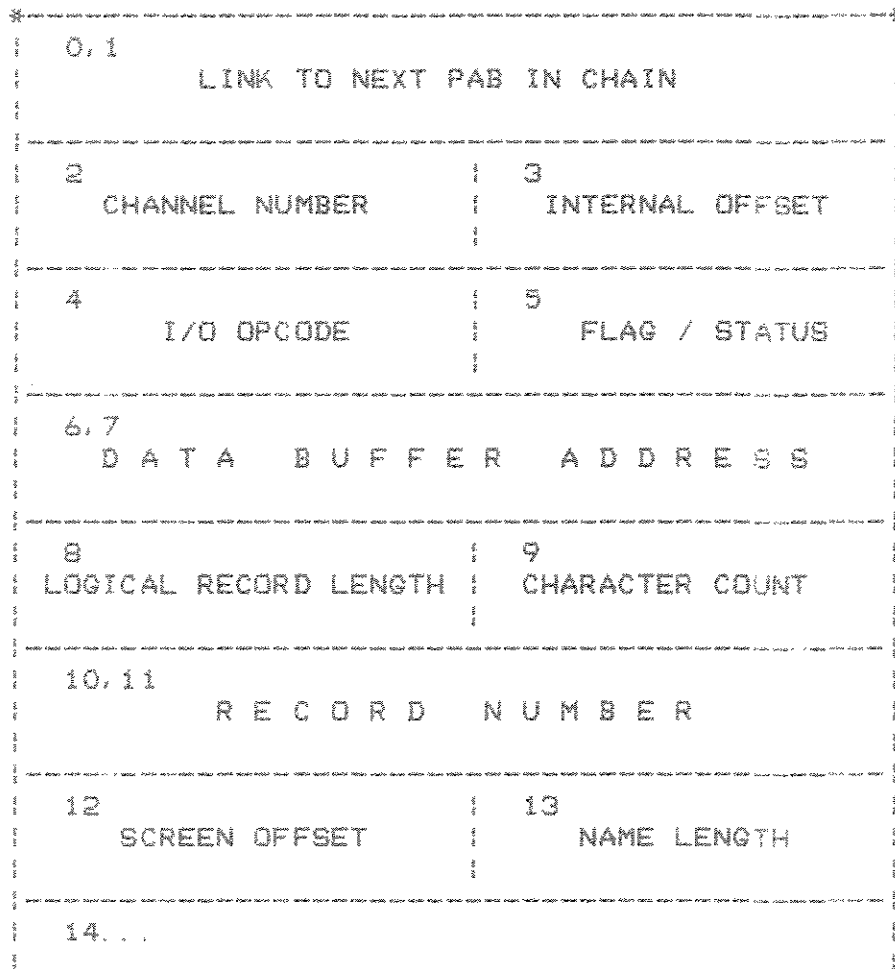 0,1
LINK TO NEXT PAB IN CHAIN
2 3
CHANNEL NUMBER INTERNAL OFFSET
4 5
I/O OPCODE FLAG / STATUS
6,7
D A T A B U F F E R A D D R E S S
8 9
LOGICAL RECORD LENGTH CHARACTER COUNT
10,11
R E C O R D N U M B E R
12 13
SCREEN OFFSET NAME LENGTH
14...